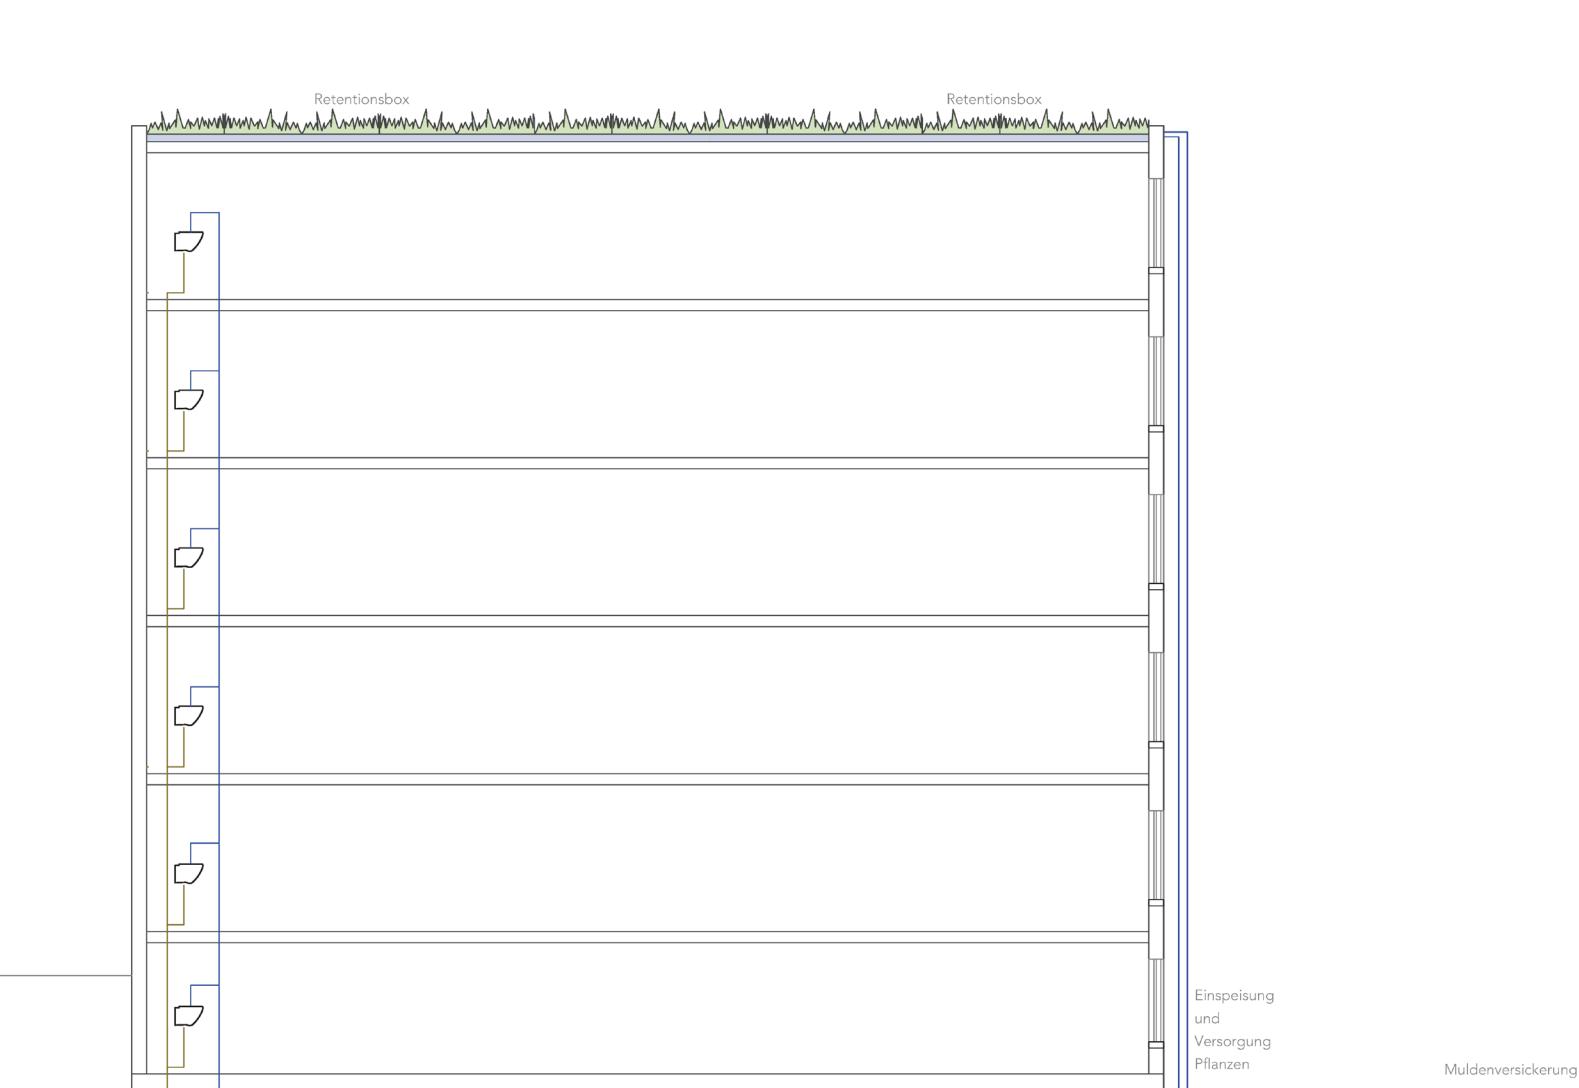 Retentionsbox
Retentionsbox
Einspeisung
und
Versorgung
Pflanzen
Muldenversickerung